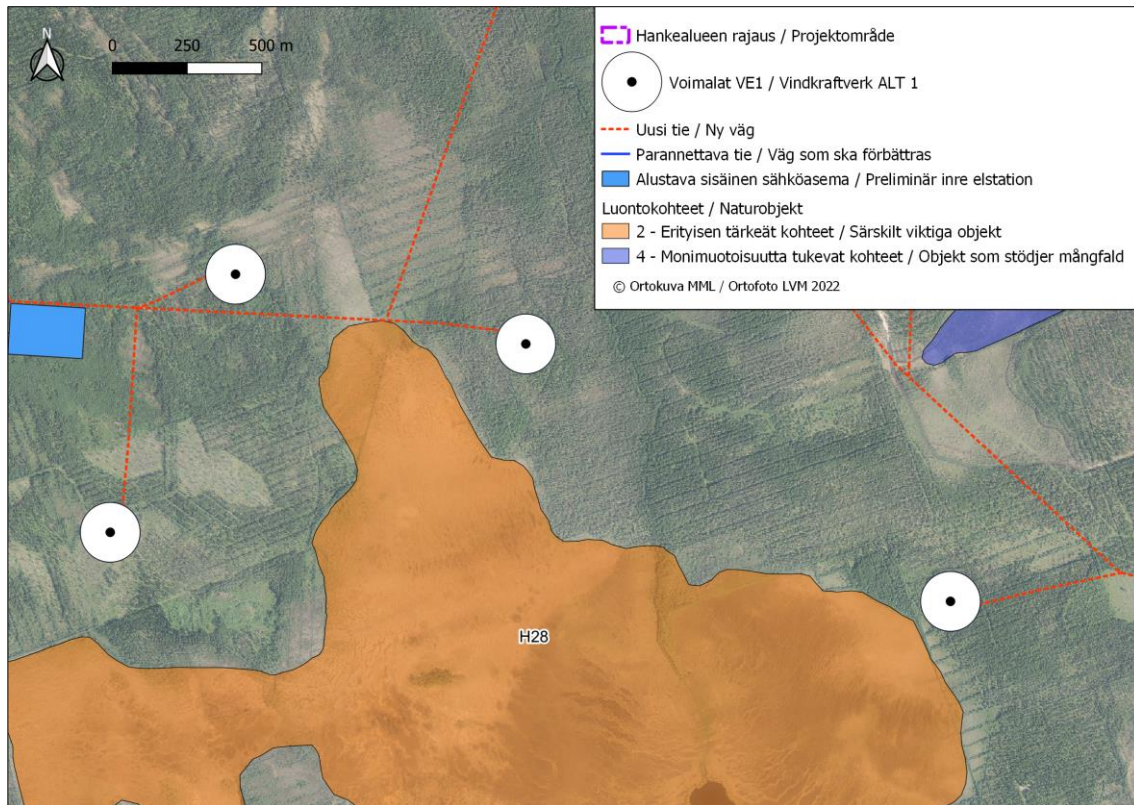 N
0 250 500 m
Hankealueen rajaus / Projektområde
Voimalat VE1 / Vindkraftverk ALT 1
Uusi tie / Ny väg
Parannettava tie / Väg som ska förbättras
Alustava sisäinen sähköasema / Preliminär inre elstation
Luontokohteet / Naturobjekt
2 - Erityisen tärkeät kohteet / Särskilt viktiga objekt
4 - Monimuotoisuutta tukevat kohteet / Objekt som stödjer mångfald
© Ortokuva MML / Ortofoto LVM 2022
H28